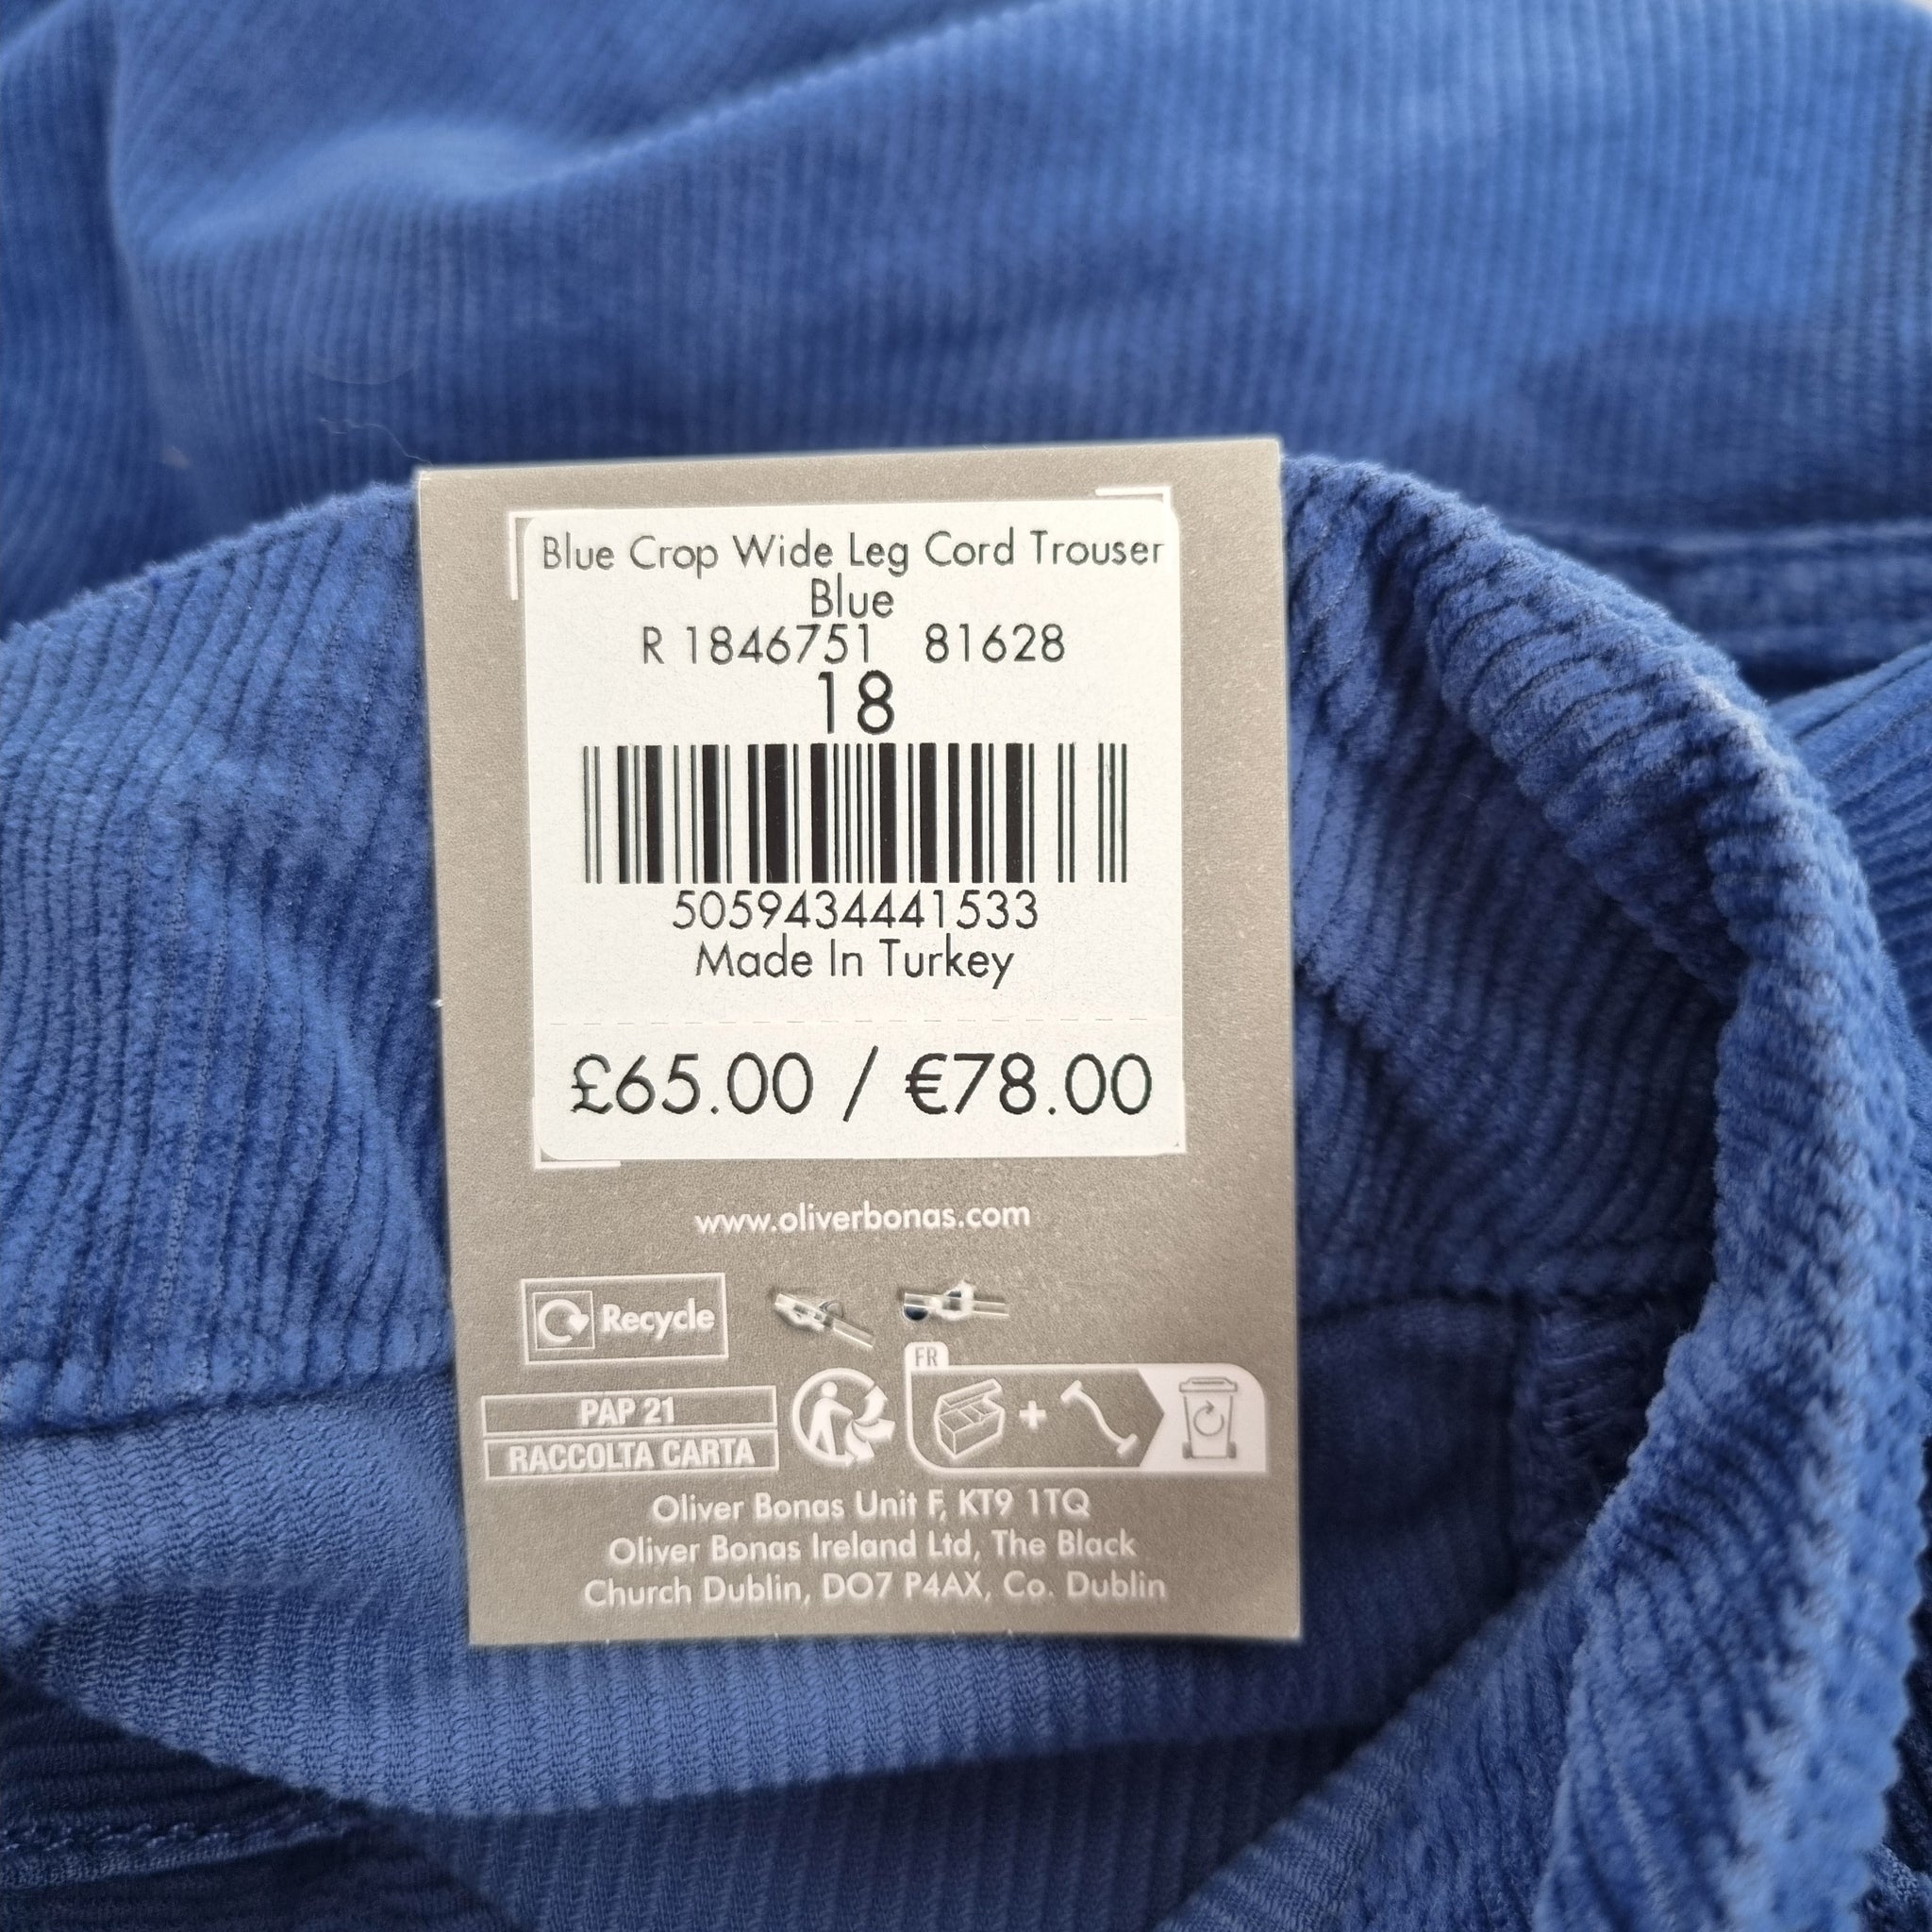 Blue Crop Wide Leg Cord Trouser
Blue
R 1846751 81628
18
5059434441533
Made In Turkey
£65.00 / €78.00
www.oliverbonas.com
Recycle
FR
PAP 21
+
RACCOLTA CARTA
Oliver Bonas Unit F, KT9 1TQ
Oliver Bonas Ireland Ltd, The Black
Church Dublin, DO7 P4AX, Co. Dublin